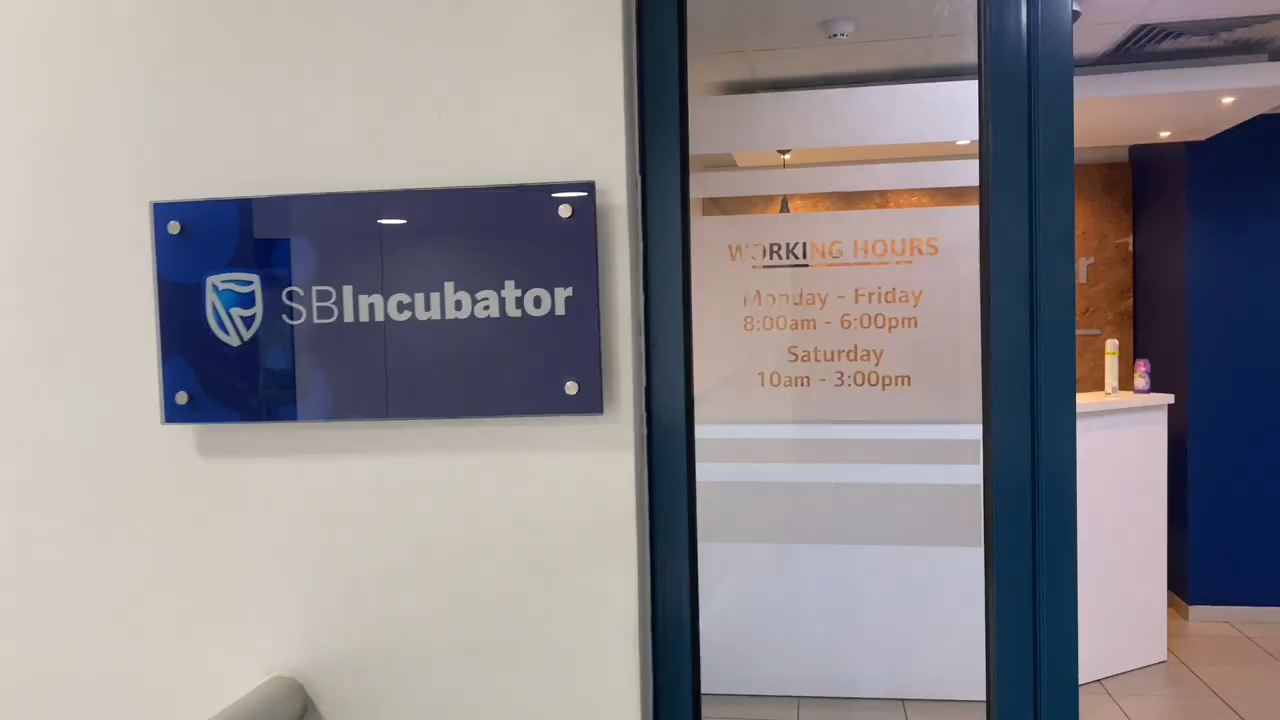 SBIncubator
WORKING HOURS
Monday - Friday
8:00am - 6:00pm
Saturday
10am - 3:00pm